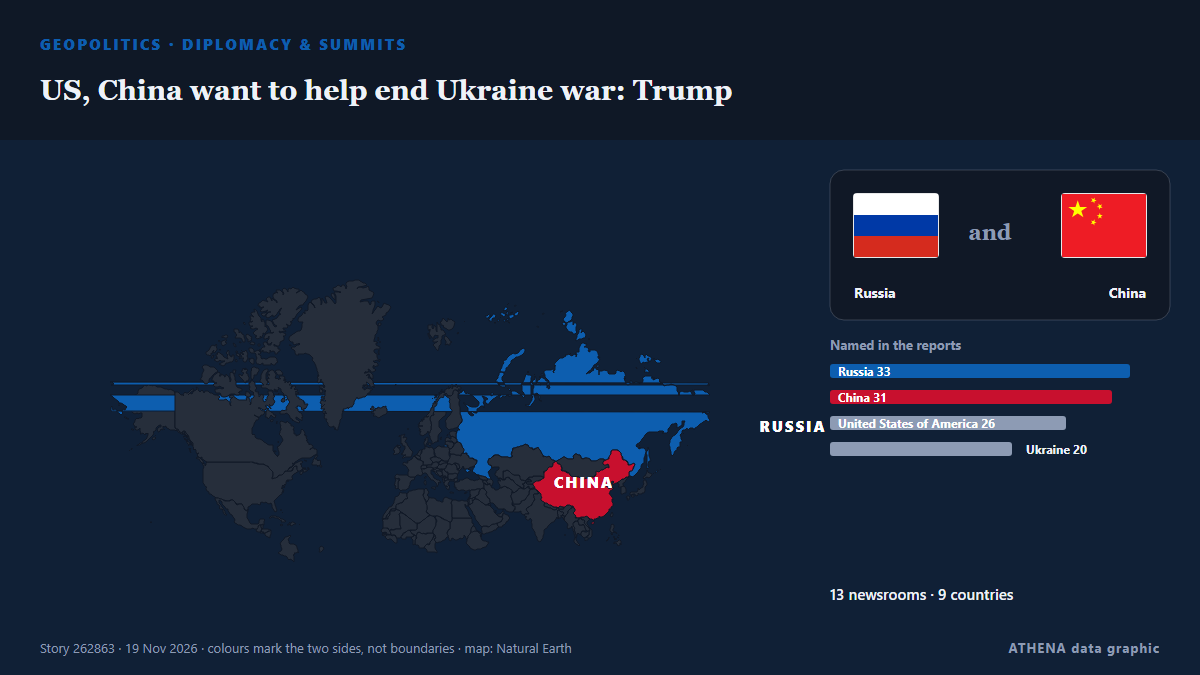 GEOPOLITICS · DIPLOMACY & SUMMITS
US, China want to help end Ukraine war: Trump
and
Russia
China
Named in the reports
Russia 33
China 31
United States of America 26
Ukraine 20
RUSSIA
CHINA
13 newsrooms · 9 countries
Story 262863 · 19 Nov 2026 · colours mark the two sides, not boundaries · map: Natural Earth
ATHENA data graphic